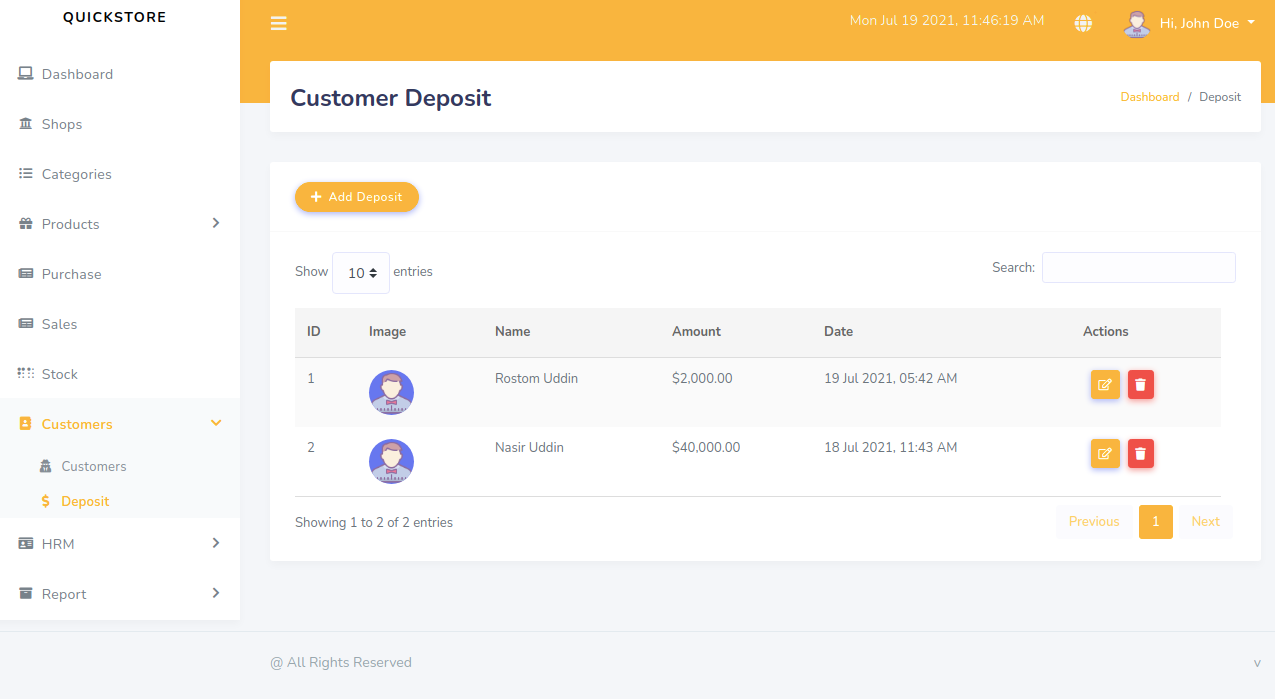 QUICKSTORE
Mon Jul 19 2021, 11:46:19 AM
Hi, John Doe
Dashboard
Shops
Categories
Products
Purchase
Sales
Stock
Customers
Customers
Deposit
HRM
Report
Customer Deposit
Dashboard / Deposit
Add Deposit
Show 10 entries
Search:
ID Image Name Amount Date Actions
1 Rostom Uddin $2,000.00 19 Jul 2021, 05:42 AM
2 Nasir Uddin $40,000.00 18 Jul 2021, 11:43 AM
Showing 1 to 2 of 2 entries
Previous 1 Next
@ All Rights Reserved
v